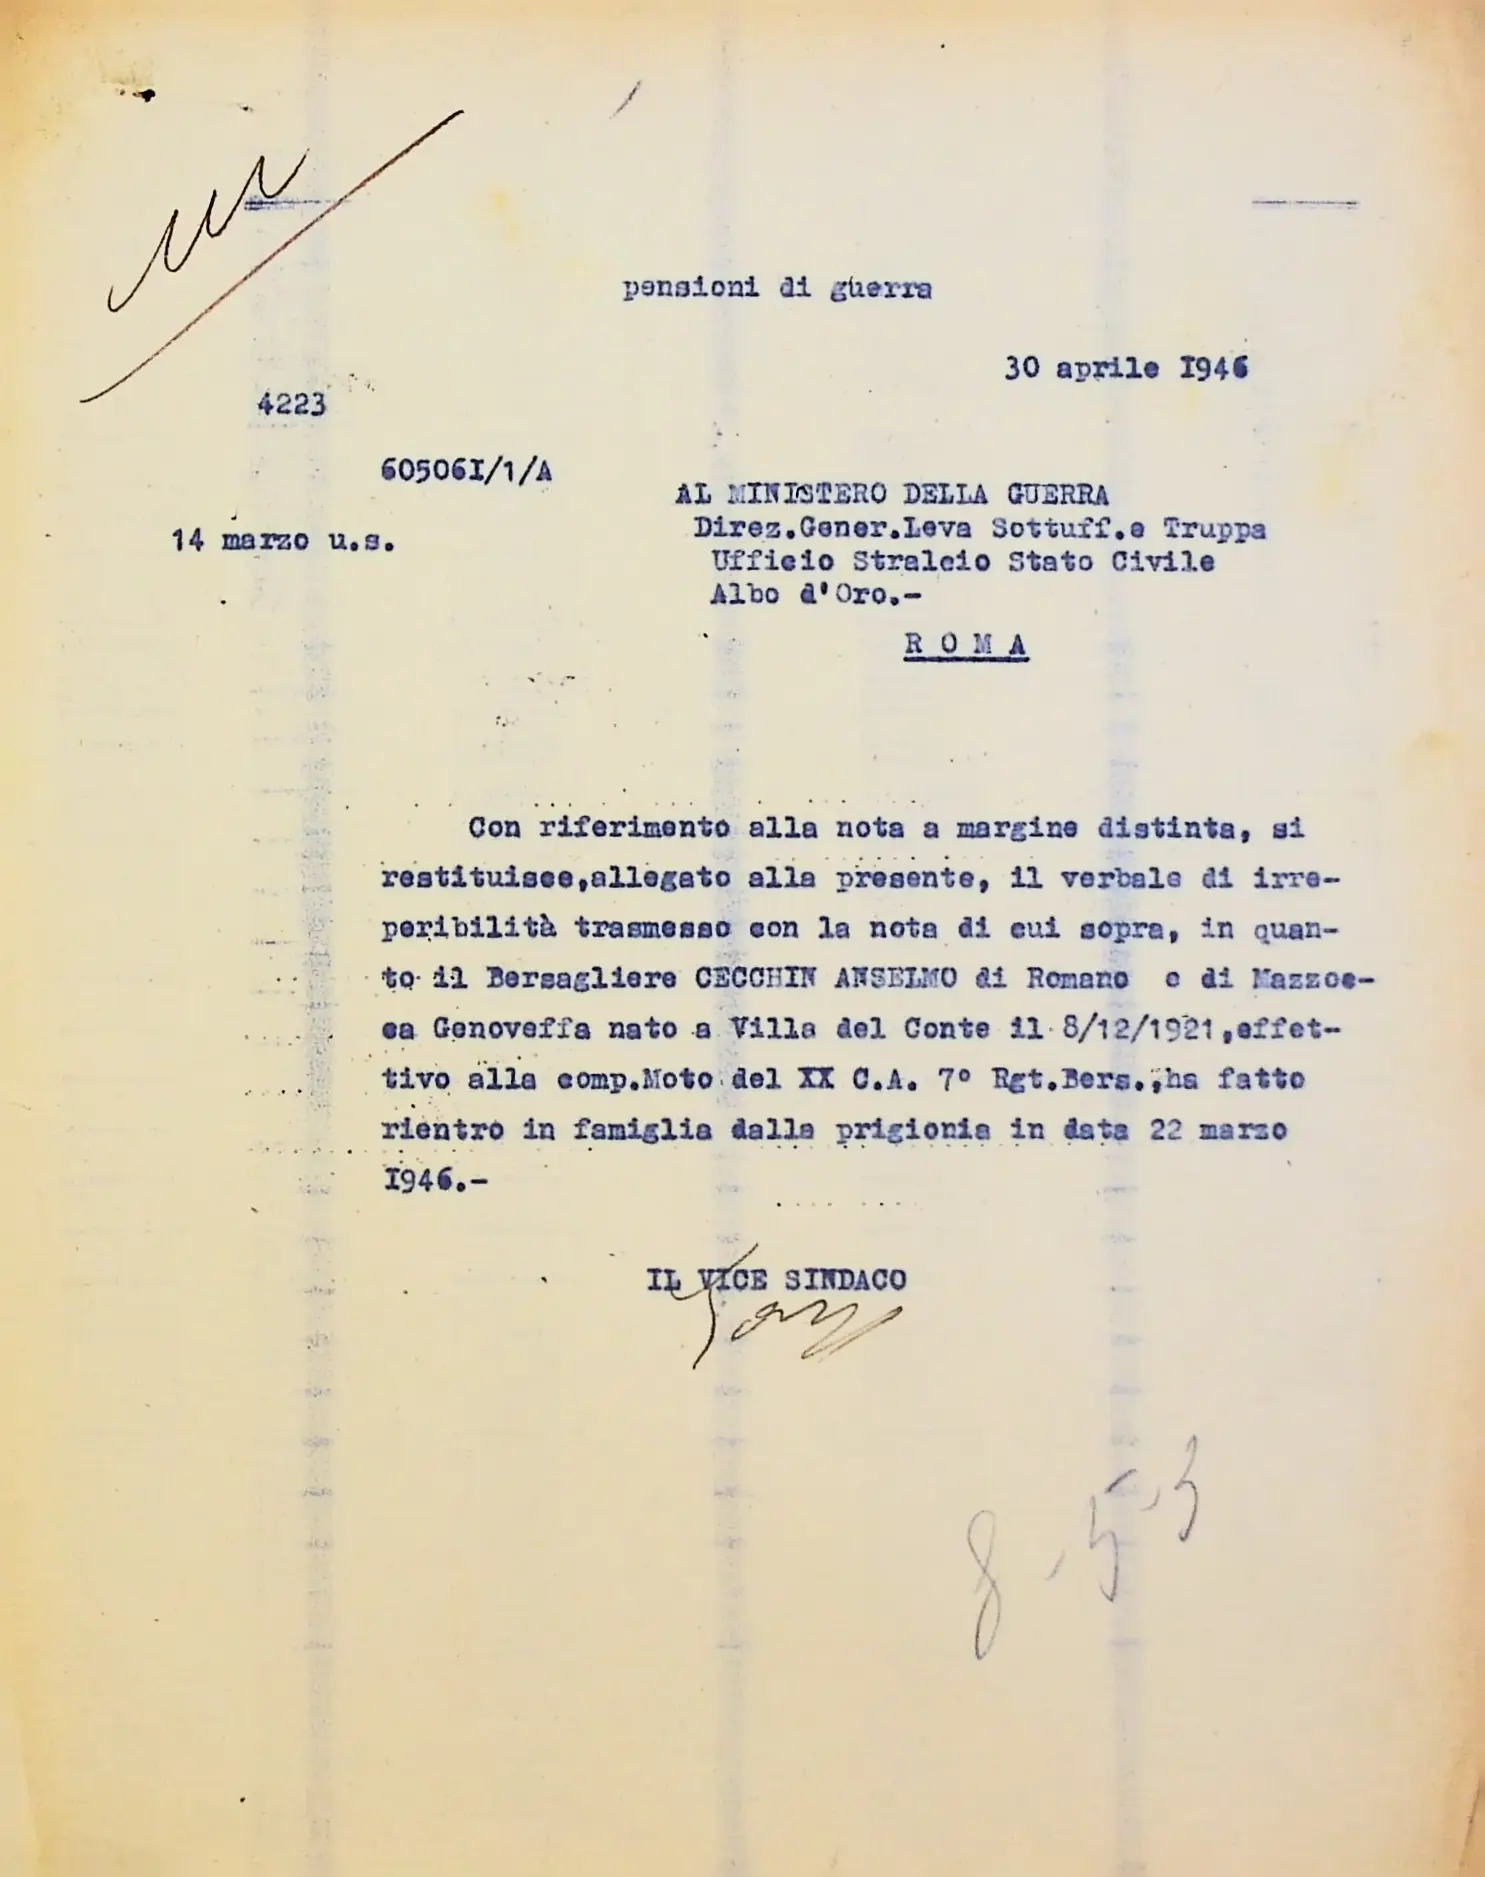 pensioni di guerra
30 aprile 1946
4223
605061/1/A
14 marzo u.s.
AL MINISTERO DELLA GUERRA
Direz.Gener.Leva Sottuff.e Truppa
Ufficio Stralcio Stato Civile
Albo d'Oro.-
R O M A
Con riferimento alla nota a margine distinta, si
restituisce,allegato alla presente, il verbale di irre-
peribilità trasmesso con la nota di cui sopra, in quan-
to il Bersagliere CECCHIN ANSELMO di Romano e di Mazzoc-
ca Genoveffa nato a Villa del Conte il 8/12/1921,effet-
tivo alla comp.Moto del XX C.A. 7° Rgt.Bers.,ha fatto
rientro in famiglia dalla prigionia in data 22 marzo
1946.-
IL VICE SINDACO